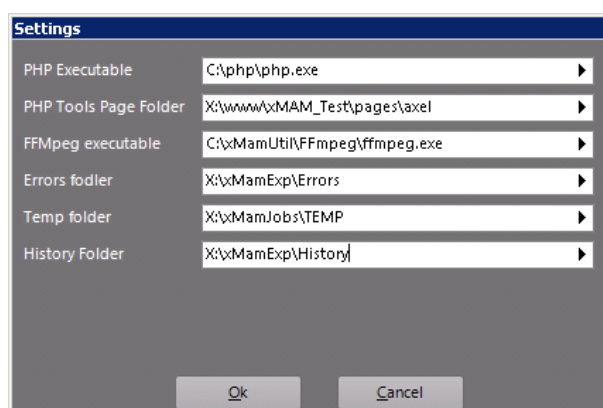 Settings
PHP Executable C:\php\php.exe
PHP Tools Page Folder X:\www\xMAM_Test\pages\axel
FFMpeg executable C:\xMamUtil\FFmpeg\ffmpeg.exe
Errors fodler X:\xMamExp\Errors
Temp folder X:\xMamJobs\TEMP
History Folder X:\xMamExp\History
Ok Cancel